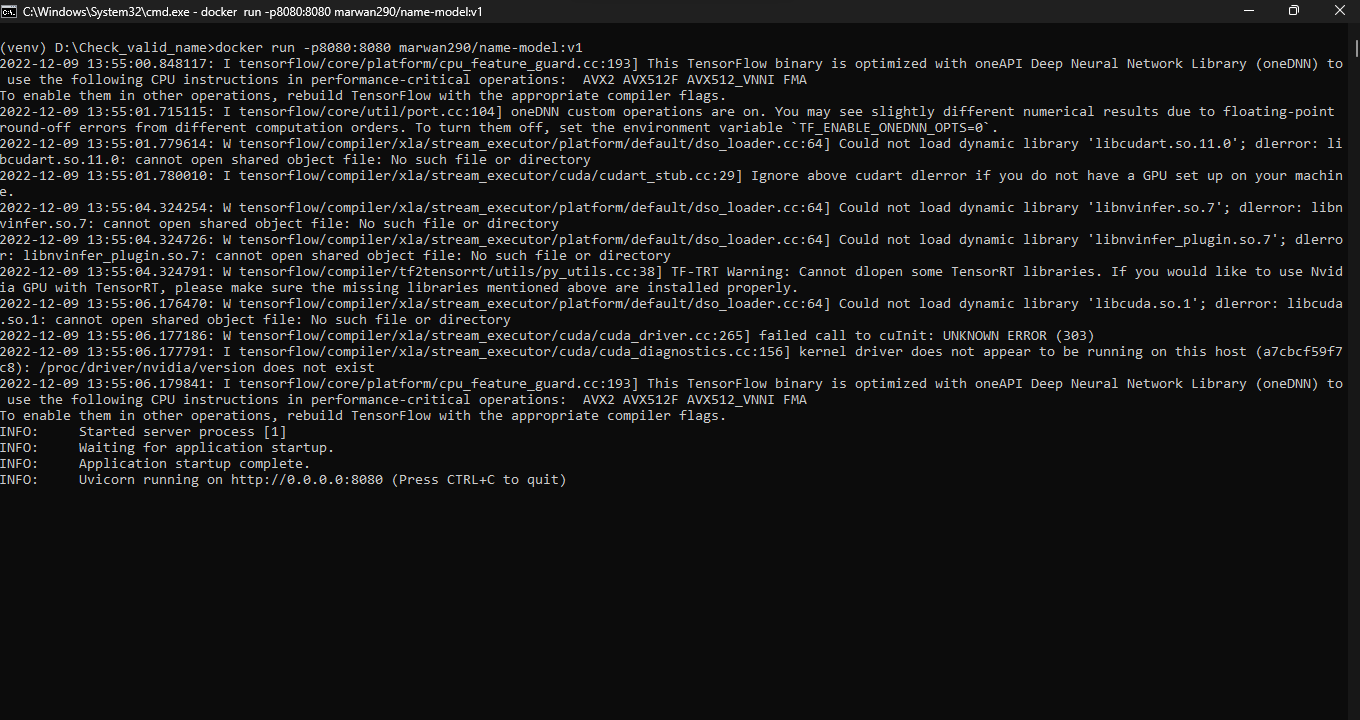 C:\Windows\System32\cmd.exe - docker  run -p8080:8080 marwan290/name-model:v1
(venv) D:\Check_valid_name>docker run -p8080:8080 marwan290/name-model:v1
2022-12-09 13:55:00.848117: I tensorflow/core/platform/cpu_feature_guard.cc:193] This TensorFlow binary is optimized with oneAPI Deep Neural Network Library (oneDNN) to
 use the following CPU instructions in performance-critical operations:  AVX2 AVX512F AVX512_VNNI FMA
To enable them in other operations, rebuild TensorFlow with the appropriate compiler flags.
2022-12-09 13:55:01.715115: I tensorflow/core/util/port.cc:104] oneDNN custom operations are on. You may see slightly different numerical results due to floating-point
round-off errors from different computation orders. To turn them off, set the environment variable `TF_ENABLE_ONEDNN_OPTS=0`.
2022-12-09 13:55:01.779614: W tensorflow/compiler/xla/stream_executor/platform/default/dso_loader.cc:64] Could not load dynamic library 'libcudart.so.11.0'; dlerror: li
bcudart.so.11.0: cannot open shared object file: No such file or directory
2022-12-09 13:55:01.780010: I tensorflow/compiler/xla/stream_executor/cuda/cudart_stub.cc:29] Ignore above cudart dlerror if you do not have a GPU set up on your machin
e.
2022-12-09 13:55:04.324254: W tensorflow/compiler/xla/stream_executor/platform/default/dso_loader.cc:64] Could not load dynamic library 'libnvinfer.so.7'; dlerror: libn
vinfer.so.7: cannot open shared object file: No such file or directory
2022-12-09 13:55:04.324726: W tensorflow/compiler/xla/stream_executor/platform/default/dso_loader.cc:64] Could not load dynamic library 'libnvinfer_plugin.so.7'; dlerro
r: libnvinfer_plugin.so.7: cannot open shared object file: No such file or directory
2022-12-09 13:55:04.324791: W tensorflow/compiler/tf2tensorrt/utils/py_utils.cc:38] TF-TRT Warning: Cannot dlopen some TensorRT libraries. If you would like to use Nvid
ia GPU with TensorRT, please make sure the missing libraries mentioned above are installed properly.
2022-12-09 13:55:06.176470: W tensorflow/compiler/xla/stream_executor/platform/default/dso_loader.cc:64] Could not load dynamic library 'libcuda.so.1'; dlerror: libcuda
.so.1: cannot open shared object file: No such file or directory
2022-12-09 13:55:06.177186: W tensorflow/compiler/xla/stream_executor/cuda/cuda_driver.cc:265] failed call to cuInit: UNKNOWN ERROR (303)
2022-12-09 13:55:06.177791: I tensorflow/compiler/xla/stream_executor/cuda/cuda_diagnostics.cc:156] kernel driver does not appear to be running on this host (a7cbcf59f7
c8): /proc/driver/nvidia/version does not exist
2022-12-09 13:55:06.179841: I tensorflow/core/platform/cpu_feature_guard.cc:193] This TensorFlow binary is optimized with oneAPI Deep Neural Network Library (oneDNN) to
 use the following CPU instructions in performance-critical operations:  AVX2 AVX512F AVX512_VNNI FMA
To enable them in other operations, rebuild TensorFlow with the appropriate compiler flags.
INFO:     Started server process [1]
INFO:     Waiting for application startup.
INFO:     Application startup complete.
INFO:     Uvicorn running on http://0.0.0.0:8080 (Press CTRL+C to quit)